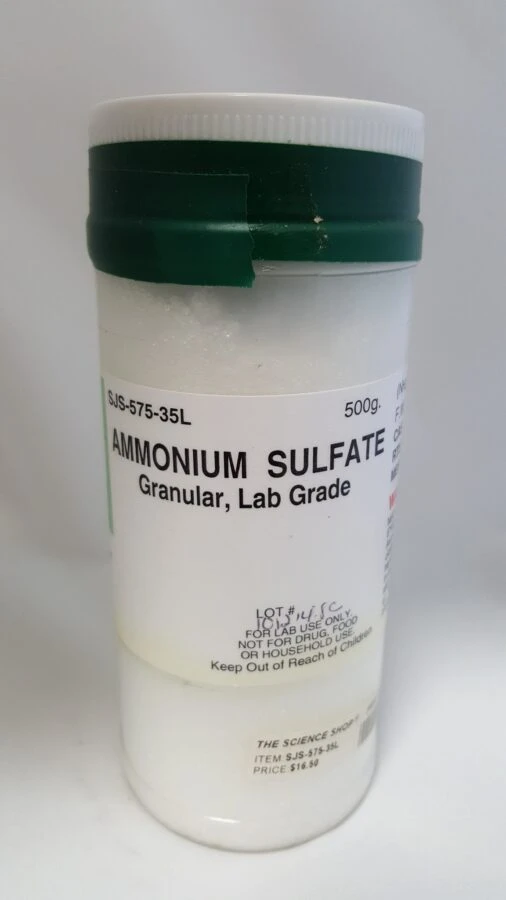 SJS-575-35L
500g.
AMMONIUM SULFATE
Granular, Lab Grade
LOT.#
FOR LAB USE ONLY.
NOT FOR DRUG, FOOD
OR HOUSEHOLD USE.
Keep Out of Reach of Children
THE SCIENCE SHOP
ITEM SJS-575-35L
PRICE $16.50